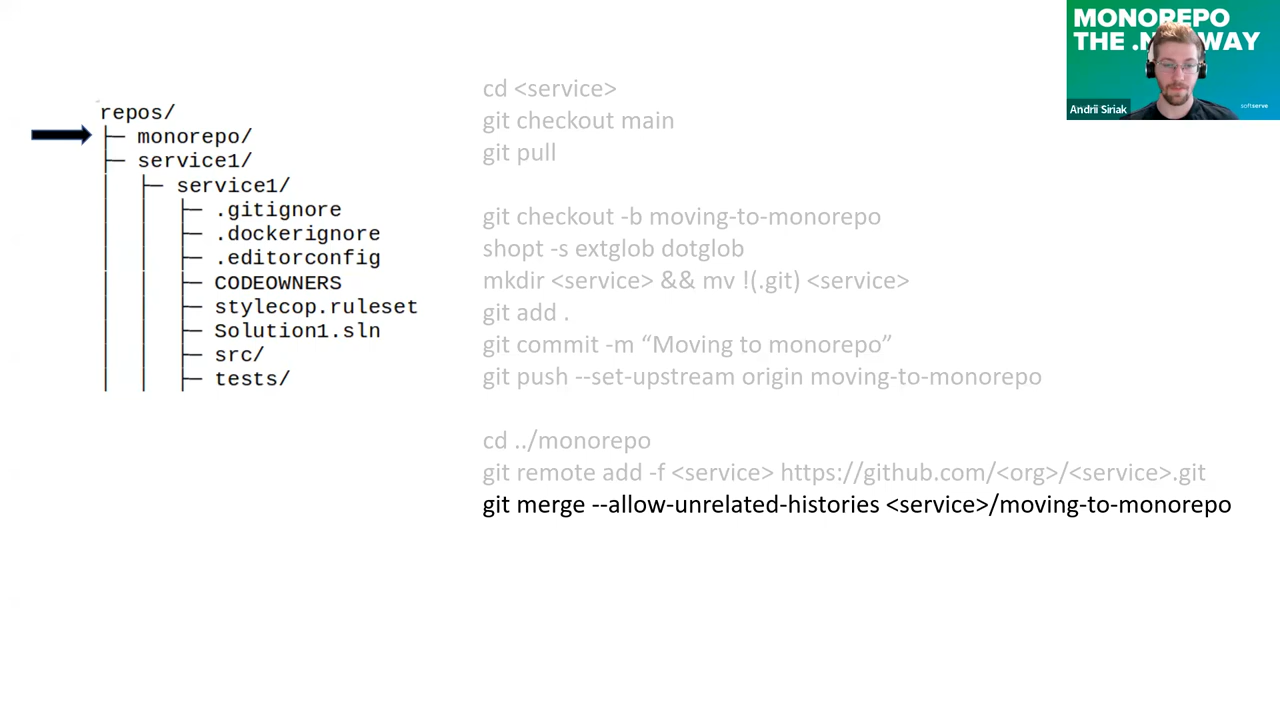 MONOREPO
THE .N WAY
Andrii Siriak
softserve
repos/
├─ monorepo/
├─ service1/
│ ├─ service1/
│ │ ├─ .gitignore
│ │ ├─ .dockerignore
│ │ ├─ .editorconfig
│ │ ├─ CODEOWNERS
│ │ ├─ stylecop.ruleset
│ │ ├─ Solution1.sln
│ │ ├─ src/
│ │ ├─ tests/
cd <service>
git checkout main
git pull
git checkout -b moving-to-monorepo
shopt -s extglob dotglob
mkdir <service> && mv !(.git) <service>
git add .
git commit -m “Moving to monorepo”
git push --set-upstream origin moving-to-monorepo
cd ../monorepo
git remote add -f <service> https://github.com/<org>/<service>.git
git merge --allow-unrelated-histories <service>/moving-to-monorepo